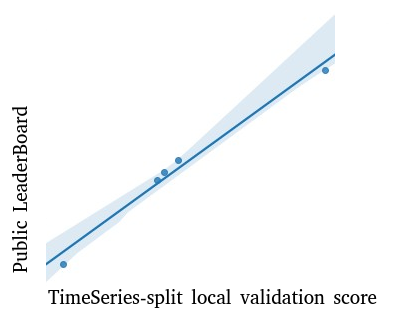 Public LeaderBoard
TimeSeries-split local validation score